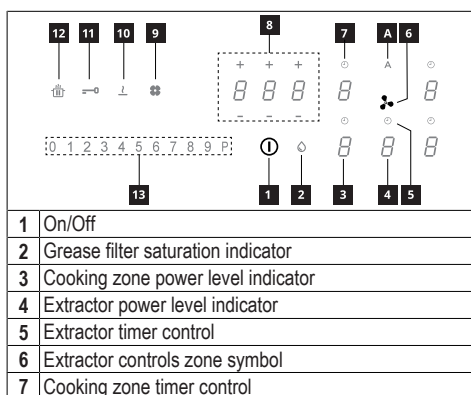 12 11 10 9 8 7 A 6
+ + + A
8 8 8 8 8
- - -
0 1 2 3 4 5 6 7 8 9 P 8 8 8
13 1 2 3 4 5
1 On/Off
2 Grease filter saturation indicator
3 Cooking zone power level indicator
4 Extractor power level indicator
5 Extractor timer control
6 Extractor controls zone symbol
7 Cooking zone timer control